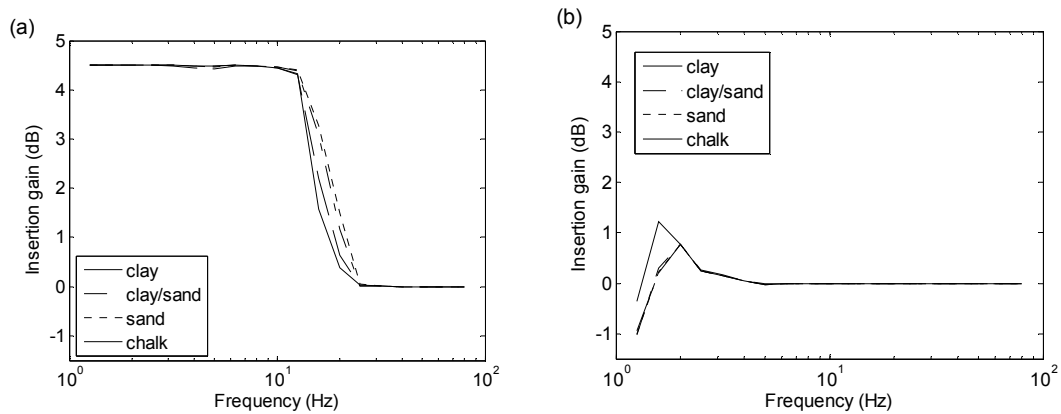 (a)
5
4
3
2
1
0
-1
Insertion gain (dB)
clay
clay/sand
sand
chalk
10^0
10^1
10^2
Frequency (Hz)
(b)
5
4
3
2
1
0
-1
Insertion gain (dB)
clay
clay/sand
sand
chalk
10^0
10^1
10^2
Frequency (Hz)